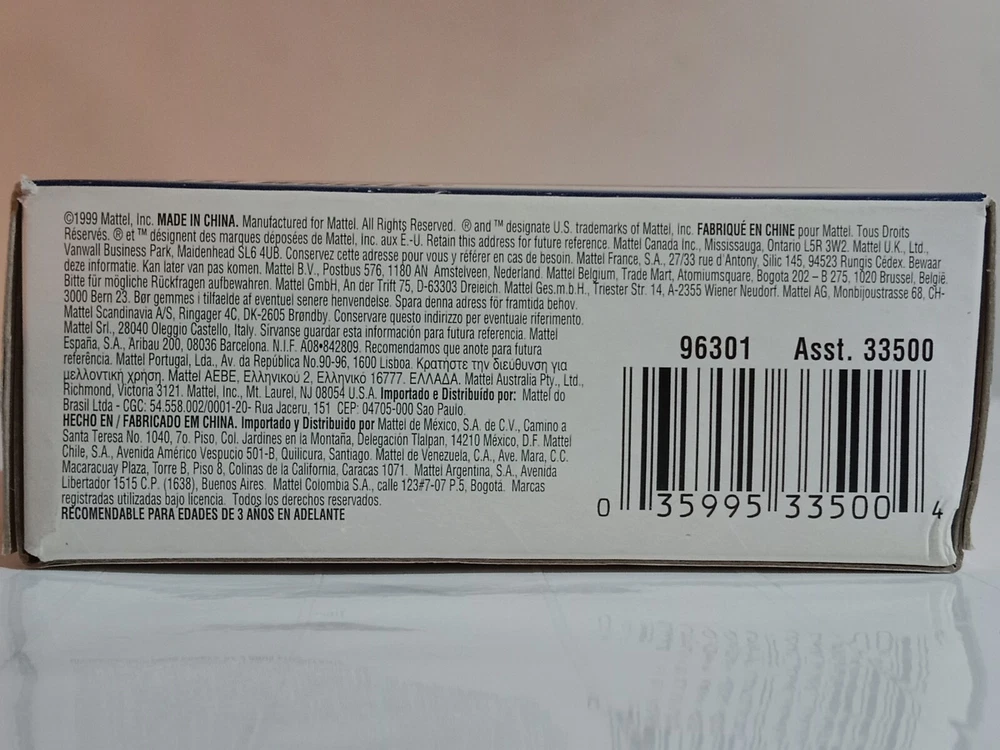 ©1999 Mattel, Inc. MADE IN CHINA. Manufactured for Mattel. All Rights Reserved. ® and ™ designate U.S. trademarks of Mattel, Inc. FABRIQUÉ EN CHINE pour Mattel. Tous Droits
Réservés. ® et ™ désignent des marques déposées de Mattel, Inc. aux É.-U. Retain this address for future reference. Mattel Canada Inc., Mississauga, Ontario L5R 3W2. Mattel U.K., Ltd.,
Vanwall Business Park, Maidenhead SL6 4UB. Conservez cette adresse pour vous y référer en cas de besoin. Mattel France, S.A., 27/33 rue d'Antony, Silic 145, 94523 Rungis Cédex. Bewaar
deze informatie. Kan later van pas komen. Mattel B.V., Postbus 576, 1180 AN Amstelveen, Nederland. Mattel Belgium, Trade Mart, Atomiumsquare, Bogota 202 – B 275, 1020 Brussel, België.
Bitte für mögliche Rückfragen aufbewahren. Mattel GmbH, An der Trift 75, D-63303 Dreieich. Mattel Ges.m.b.H., Triester Str. 14, A-2355 Wiener Neudorf. Mattel AG, Monbijoustrasse 68, CH-
3000 Bern 23. Bør gemmes i tilfaelde af eventuel senere henvendelse. Spara denna adress för framtida behov.
Mattel Scandinavia A/S, Ringager 4C, DK-2605 Brøndby. Conservare questo indirizzo per eventuale riferimento.
Mattel Srl., 28040 Oleggio Castello, Italy. Sirvanse guardar esta información para futura referencia. Mattel
España, S.A., Aribau 200, 08036 Barcelona. N.I.F. A08•842809. Recomendamos que anote para futura
referência. Mattel Portugal, Lda., Av. da República No.90-96, 1600 Lisboa. Κρατήστε την διεύθυνση για
μελλοντική χρήση. Mattel AEBE, Ελληνικού 2, Ελληνικο 16777. ΕΛΛΑΔΑ. Mattel Australia Pty., Ltd.,
Richmond, Victoria 3121. Mattel, Inc., Mt. Laurel, NJ 08054 U.S.A. Importado e Distribuído por: Mattel do
Brasil Ltda - CGC: 54.558.002/0001-20- Rua Jaceru, 151 CEP: 04705-000 Sao Paulo.
HECHO EN / FABRICADO EM CHINA. Importado y Distribuido por Mattel de México, S.A. de C.V., Camino a
Santa Teresa No. 1040, 7o. Piso, Col. Jardines en la Montaña, Delegación Tlalpan, 14210 México, D.F. Mattel
Chile, S.A., Avenida Américo Vespucio 501-B, Quilicura, Santiago. Mattel de Venezuela, C.A., Ave. Mara, C.C.
Macaracuay Plaza, Torre B, Piso 8, Colinas de la California, Caracas 1071. Mattel Argentina, S.A., Avenida
Libertador 1515 C.P. (1638), Buenos Aires. Mattel Colombia S.A., calle 123#7-07 P.5, Bogotá. Marcas
registradas utilizadas bajo licencia. Todos los derechos reservados.
RECOMENDABLE PARA EDADES DE 3 AÑOS EN ADELANTE
96301 Asst. 33500
0 35995 33500 4